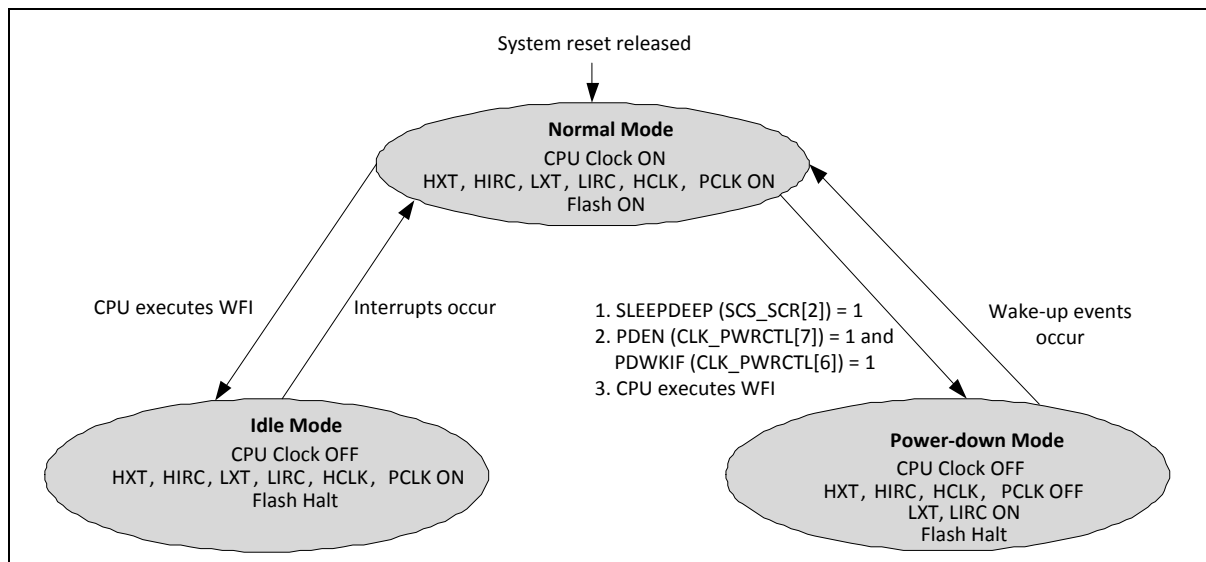 System reset released
Normal Mode
CPU Clock ON
HXT, HIRC, LXT, LIRC, HCLK, PCLK ON
Flash ON
CPU executes WFI
Interrupts occur
1. SLEEPDEEP (SCS_SCR[2]) = 1
2. PDEN (CLK_PWRCTL[7]) = 1 and
PDWKIF (CLK_PWRCTL[6]) = 1
3. CPU executes WFI
Wake-up events
occur
Idle Mode
CPU Clock OFF
HXT, HIRC, LXT, LIRC, HCLK, PCLK ON
Flash Halt
Power-down Mode
CPU Clock OFF
HXT, HIRC, HCLK, PCLK OFF
LXT, LIRC ON
Flash Halt